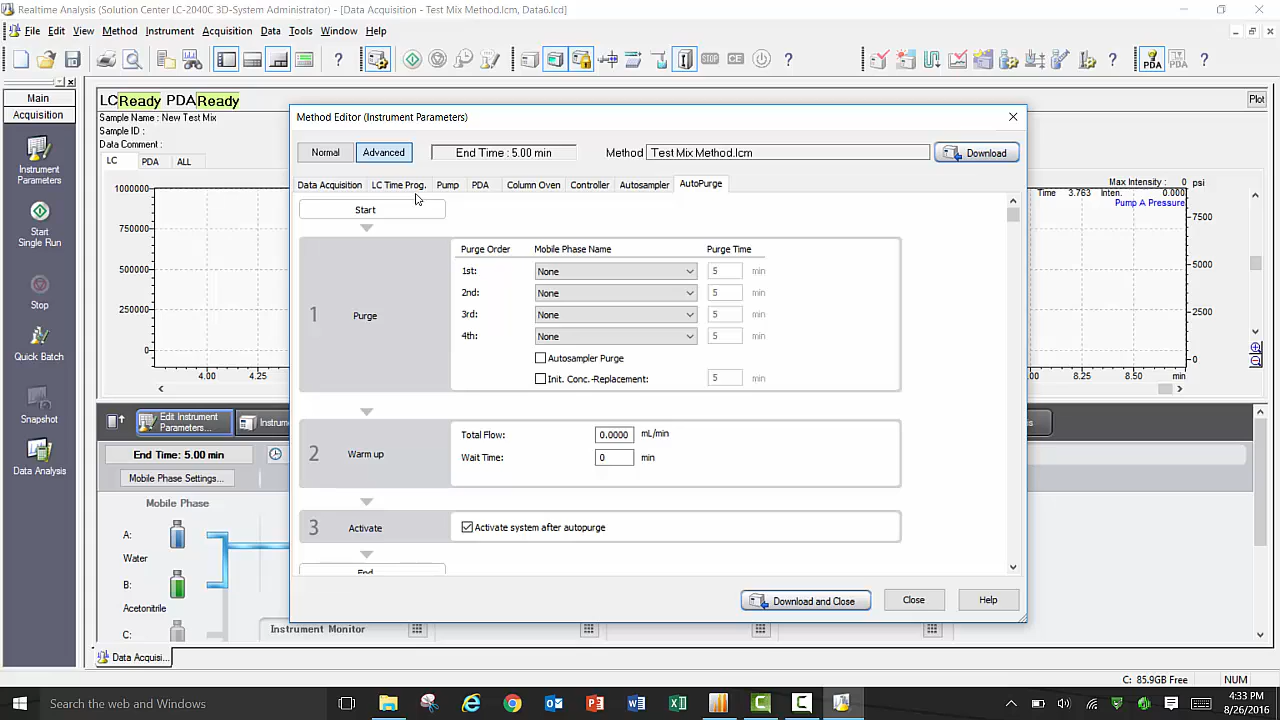 Realtime Analysis (Solution Center LC-2040C 3D-System Administrator) - [Data Acquisition - Test Mix Method.lcm, Data6.lcd]
File Edit View Method Instrument Acquisition Data Tools Window Help
PDA
PDA
Main
Acquisition
Instrument
Parameters
Start
Single Run
Stop
Quick Batch
Snapshot
Data Analysis
LC Ready PDA Ready
Plot
Sample Name : New Test Mix
Sample ID :
Data Comment :
LC PDA ALL
Max Intensity : 0 psi
Time 3.763 Inten. 0.000
Pump A Pressure
1000000
750000
500000
250000
0
4.00 4.25
7500
5000
2500
0
8.25 8.50 min
Method Editor (Instrument Parameters)
Normal Advanced End Time : 5.00 min Method Test Mix Method.lcm Download
Data Acquisition LC Time Prog. Pump PDA Column Oven Controller Autosampler AutoPurge
Start
Purge Order Mobile Phase Name Purge Time
1st: None 5 min
2nd: None 5 min
1 Purge
3rd: None 5 min
4th: None 5 min
Autosampler Purge
Init. Conc.-Replacement: 5 min
2 Warm up
Total Flow: 0.0000 mL/min
Wait Time: 0 min
3 Activate
Activate system after autopurge
End
Download and Close Close Help
Edit Instrument
Parameters...
End Time: 5.00 min
Mobile Phase Settings...
Mobile Phase
A:
Water
B:
Acetonitrile
C:
Instrument Monitor
Data Acquisi...
C: 85.9GB Free NUM
Search the web and Windows
4:33 PM
8/26/2016